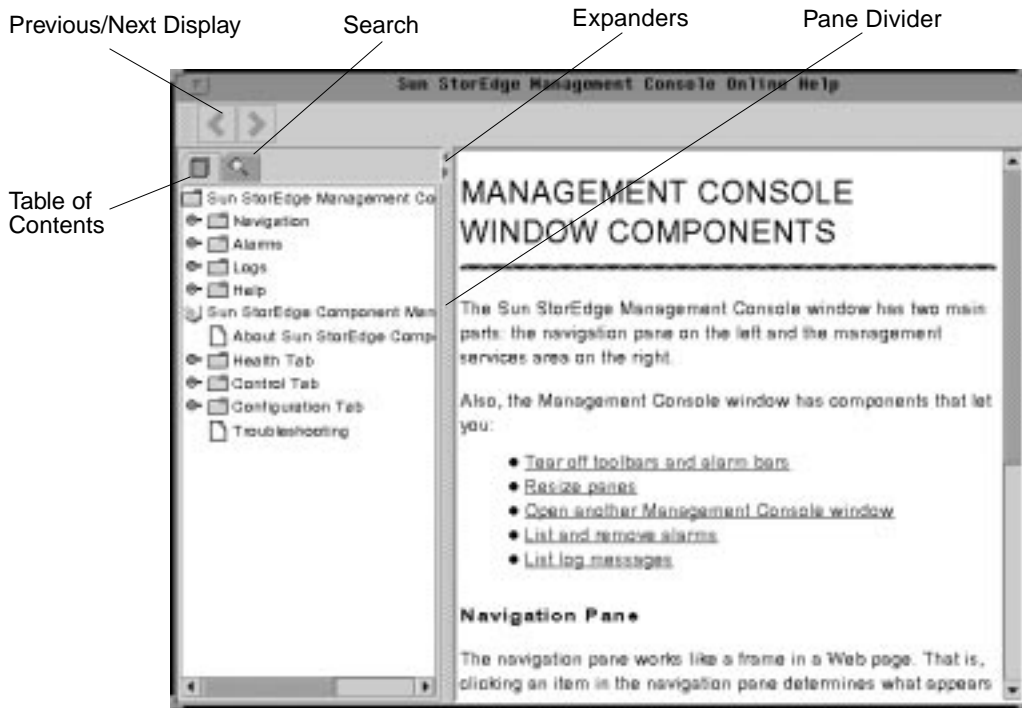 Previous/Next Display
Search
Expanders
Pane Divider
Sun StorEdge Management Console Online Help
Table of
Contents
Sun StorEdge Management Co
Navigation
Alarms
Logs
Help
Sun StorEdge Component Man
About Sun StorEdge Compo
Health Tab
Control Tab
Configuration Tab
Troubleshooting
MANAGEMENT CONSOLE
WINDOW COMPONENTS
The Sun StorEdge Management Console window has two main
parts: the navigation pane on the left and the management
services area on the right.
Also, the Management Console window has components that let
you:
Tear off toolbars and alarm bars
Resize panes
Open another Management Console window
List and remove alarms
List log messages
Navigation Pane
The navigation pane works like a frame in a Web page. That is,
clicking an item in the navigation pane determines what appears